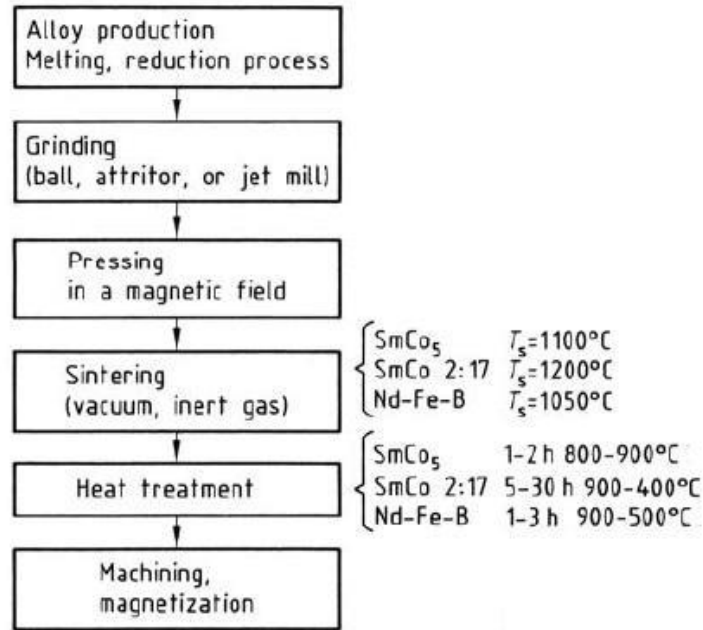 Alloy production
Melting, reduction process
Grinding
(ball, attritor, or jet mill)
Pressing
in a magnetic field
Sintering
(vacuum, inert gas)
SmCo₅ Tₛ=1100°C
SmCo 2:17 Tₛ=1200°C
Nd-Fe-B Tₛ=1050°C
Heat treatment
SmCo₅ 1-2 h 800-900°C
SmCo 2:17 5-30 h 900-400°C
Nd-Fe-B 1-3 h 900-500°C
Machining,
magnetization